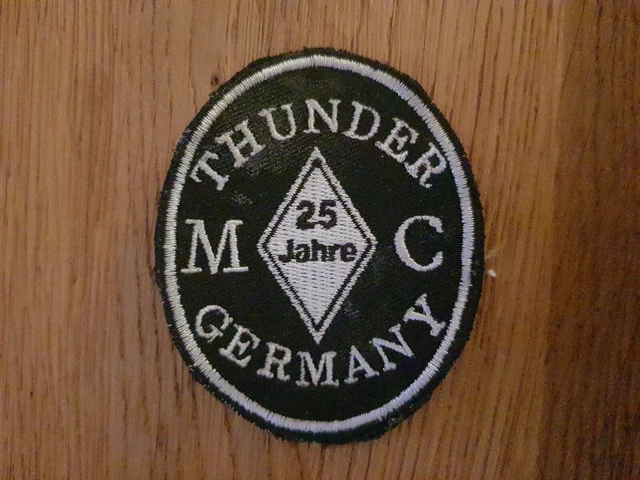 THUNDER
M C
25
Jahre
GERMANY